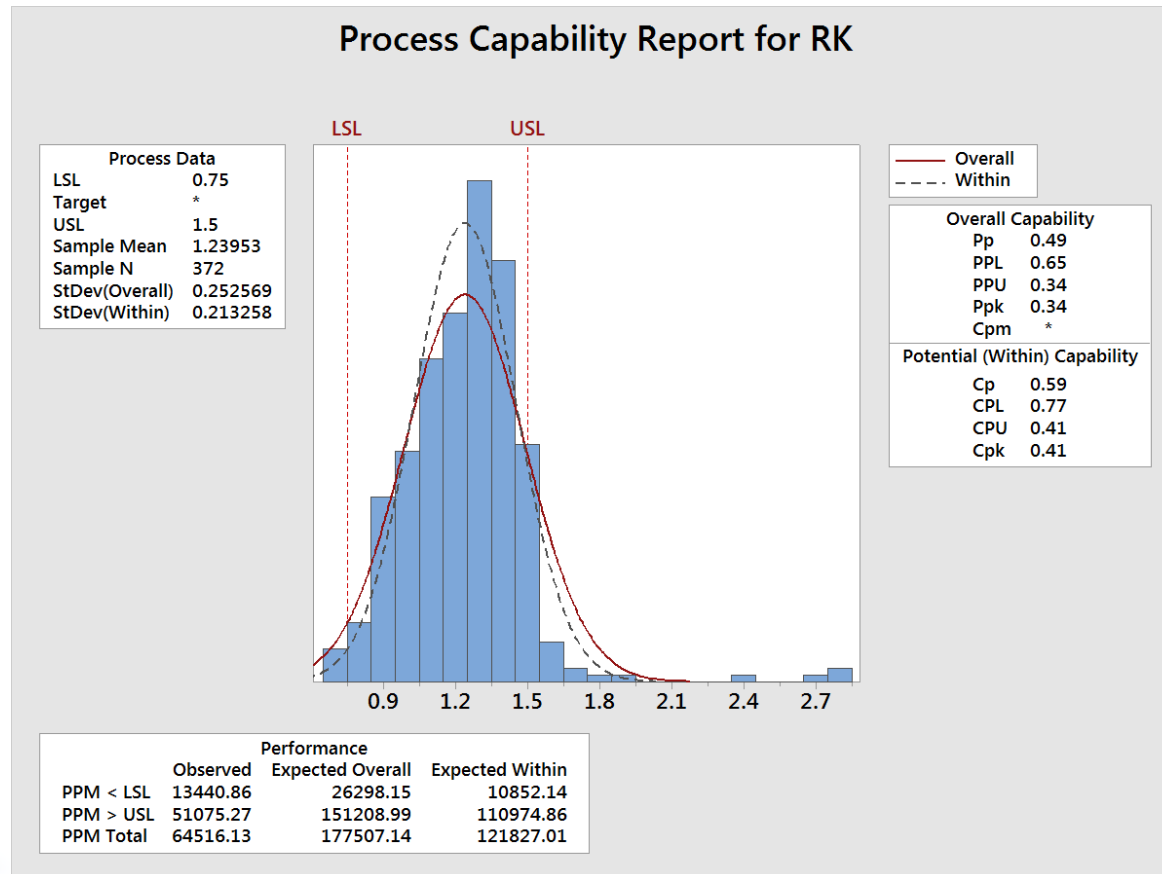 Process Capability Report for RK
LSL USL
Process Data
LSL 0.75
Target *
USL 1.5
Sample Mean 1.23953
Sample N 372
StDev(Overall) 0.252569
StDev(Within) 0.213258
Overall
Within
Overall Capability
Pp 0.49
PPL 0.65
PPU 0.34
Ppk 0.34
Cpm *
Potential (Within) Capability
Cp 0.59
CPL 0.77
CPU 0.41
Cpk 0.41
0.9 1.2 1.5 1.8 2.1 2.4 2.7
Performance
Observed Expected Overall Expected Within
PPM < LSL 13440.86 26298.15 10852.14
PPM > USL 51075.27 151208.99 110974.86
PPM Total 64516.13 177507.14 121827.01